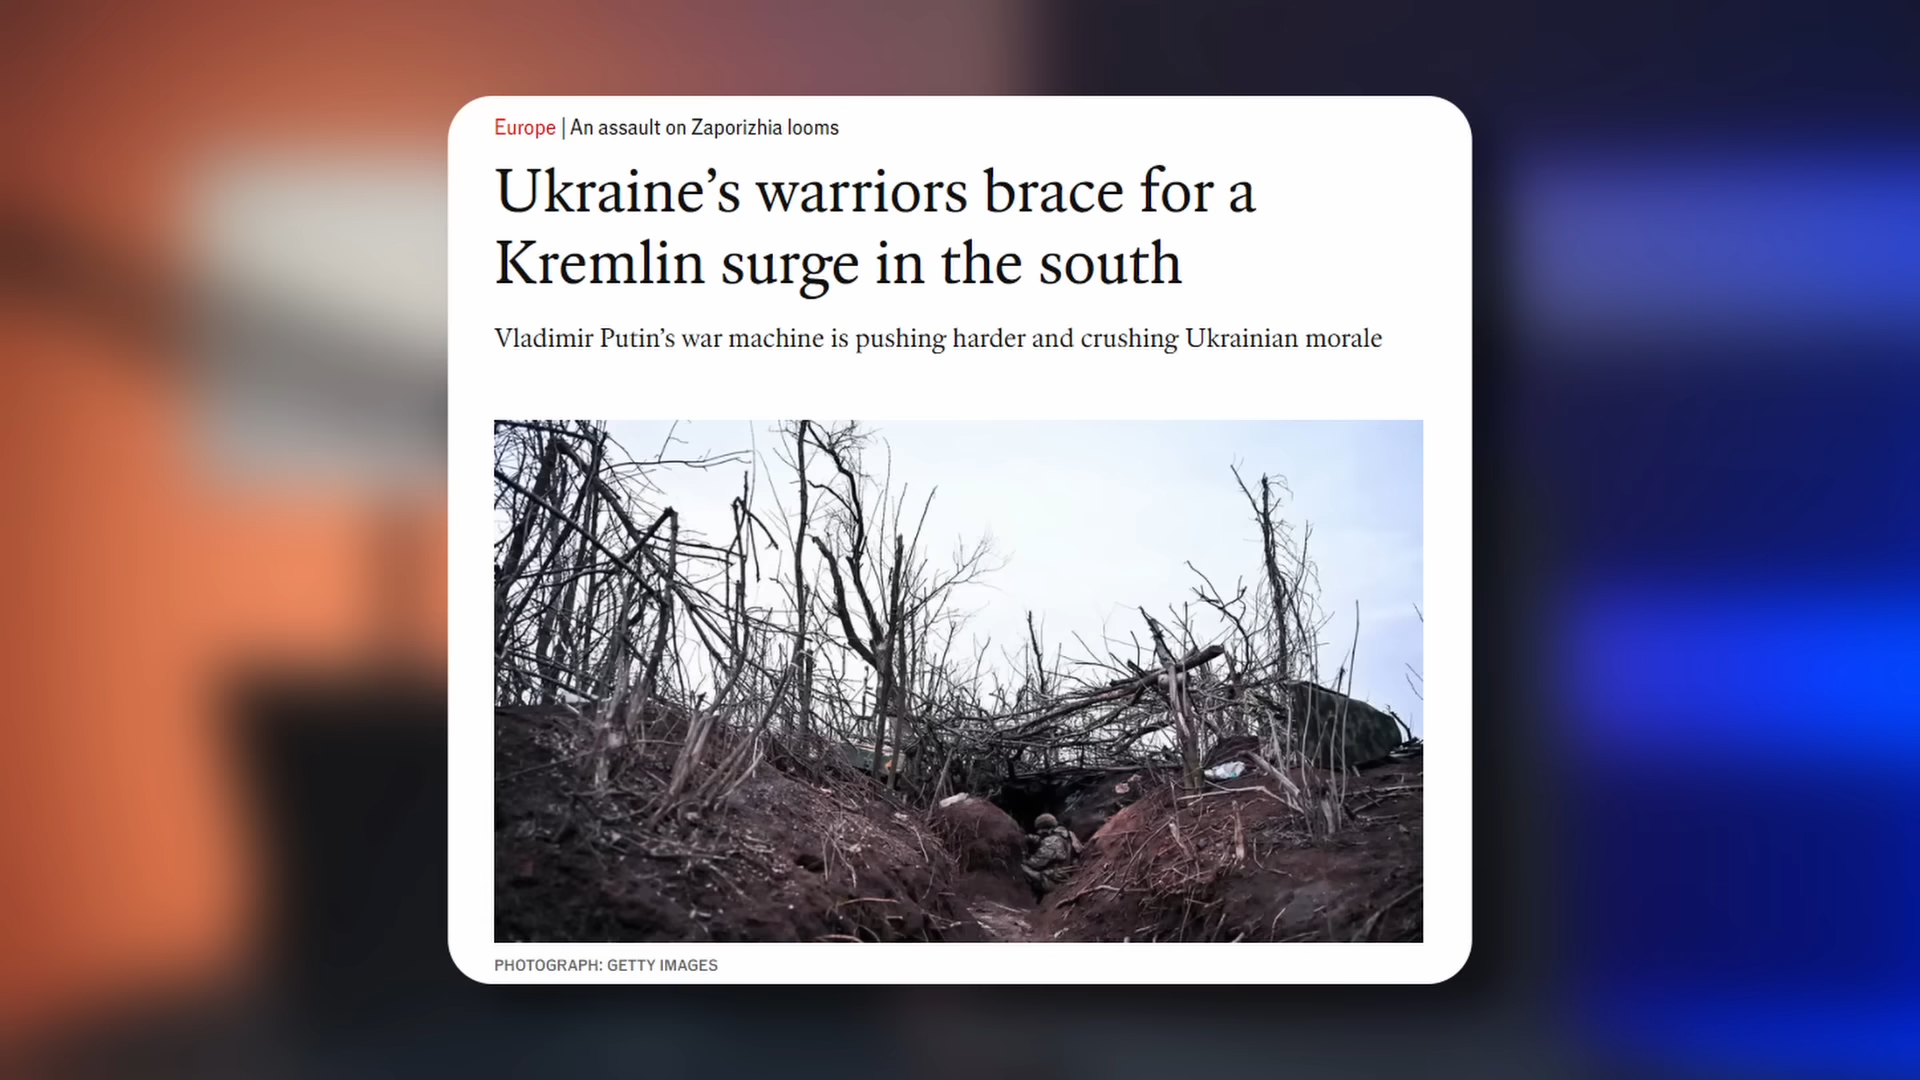 Europe | An assault on Zaporizhia looms
Ukraine’s warriors brace for a
Kremlin surge in the south
Vladimir Putin’s war machine is pushing harder and crushing Ukrainian morale
PHOTOGRAPH: GETTY IMAGES